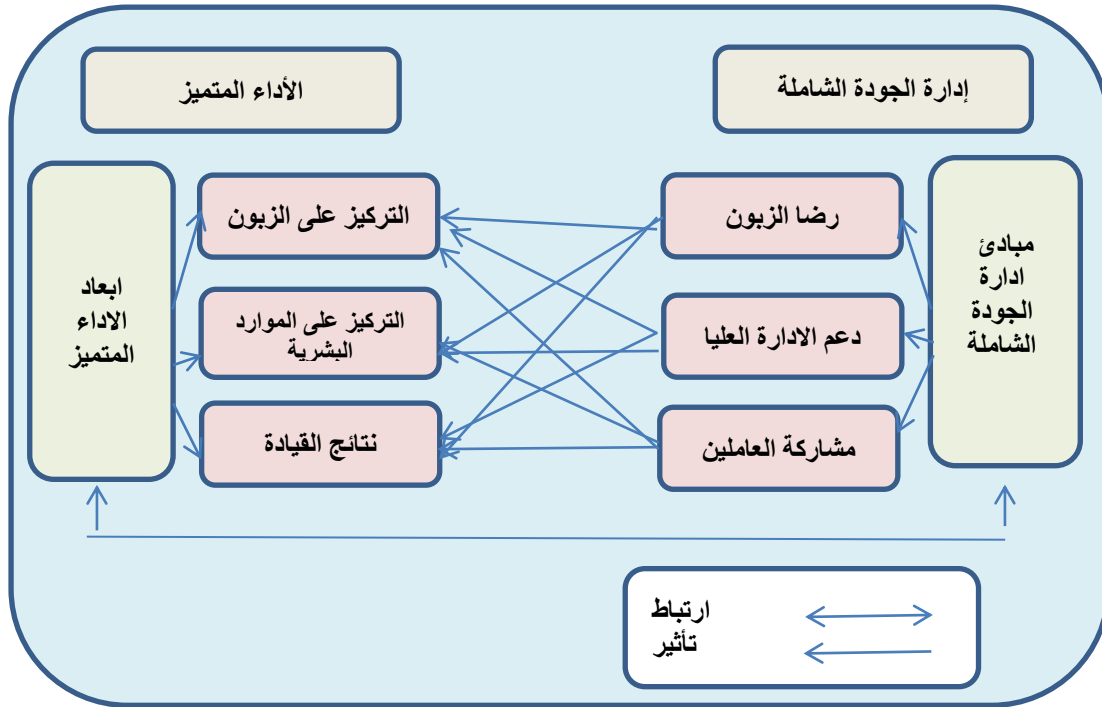 إدارة الجودة الشاملة
الأداء المتميز
مبادئ
ادارة
الجودة
الشاملة
رضا الزبون
دعم الادارة العليا
مشاركة العاملين
التركيز على الزبون
التركيز على الموارد
البشرية
نتائج القيادة
ابعاد
الاداء
المتميز
ارتباط
تأثير